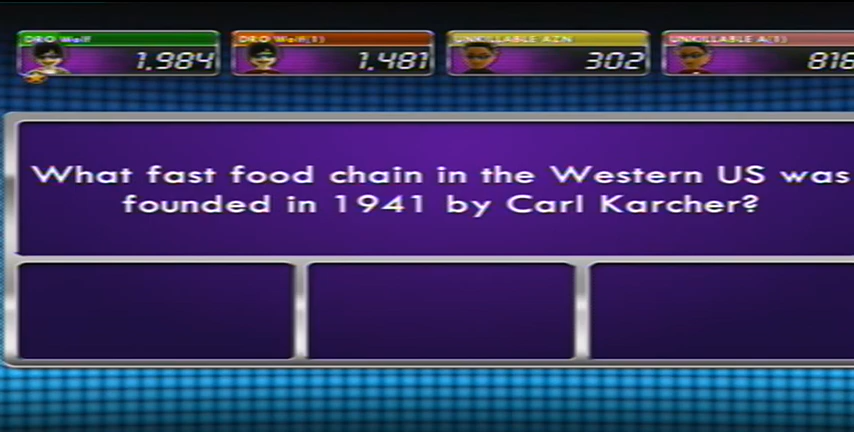 DRO Wolf
DRO Wolf(1)
UNKILLABLE AZN
UNKILLABLE A(1)
1,984
1,481
302
818
What fast food chain in the Western US was
founded in 1941 by Carl Karcher?